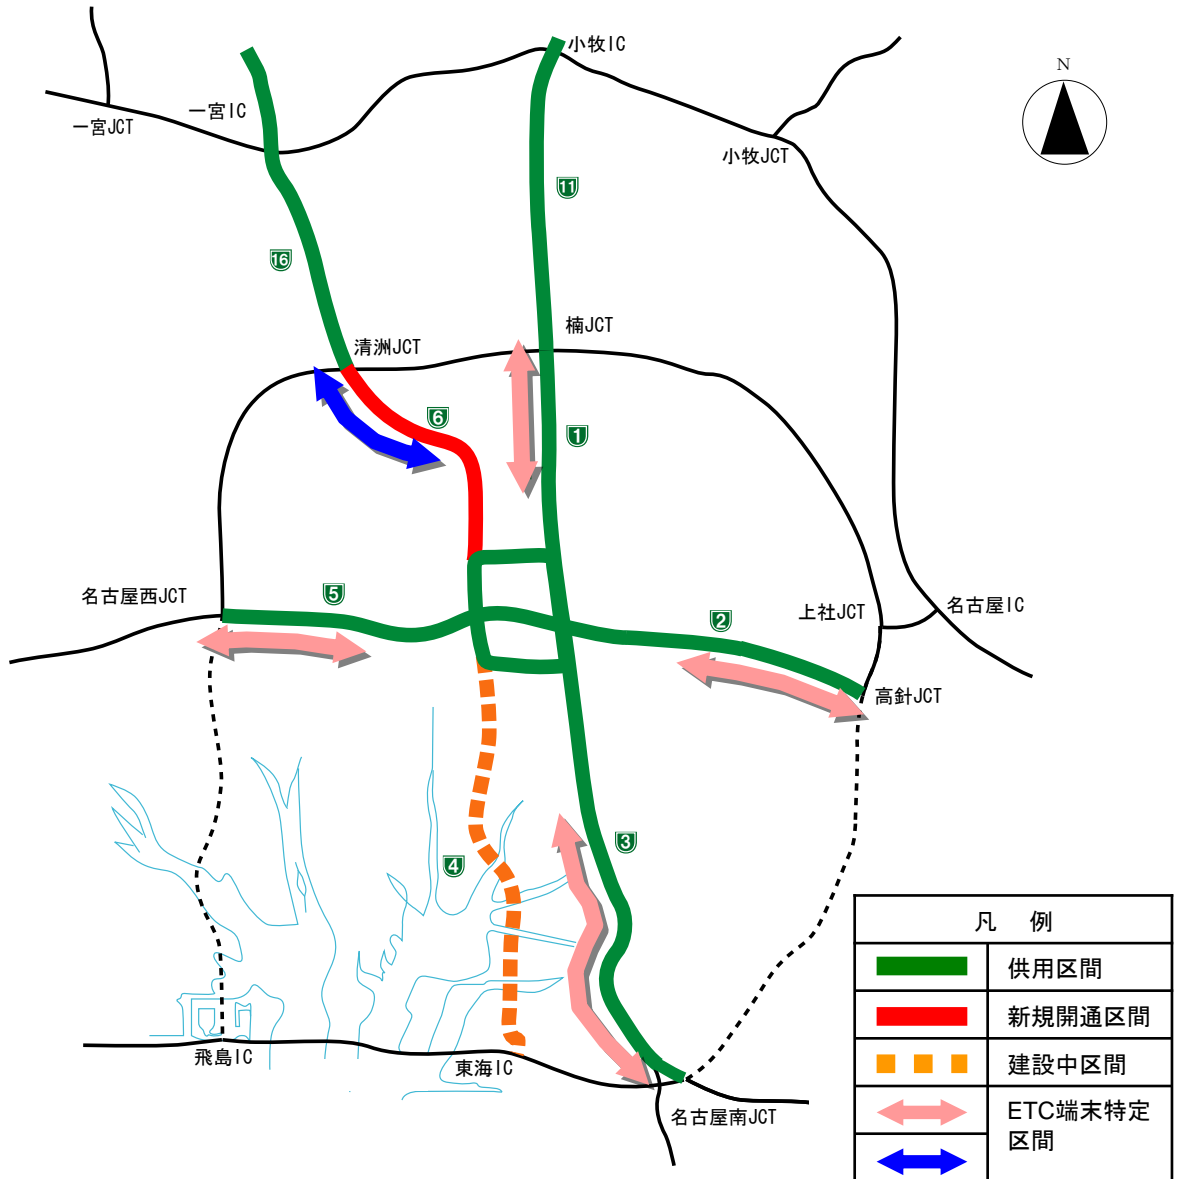 小牧IC
N
一宮IC
一宮JCT
小牧JCT
11
16
楠JCT
清洲JCT
6
1
名古屋西JCT
5
2
上社JCT
名古屋IC
高針JCT
3
4
飛島IC
東海IC
名古屋南JCT
凡 例
供用区間
新規開通区間
建設中区間
ETC端末特定
区間